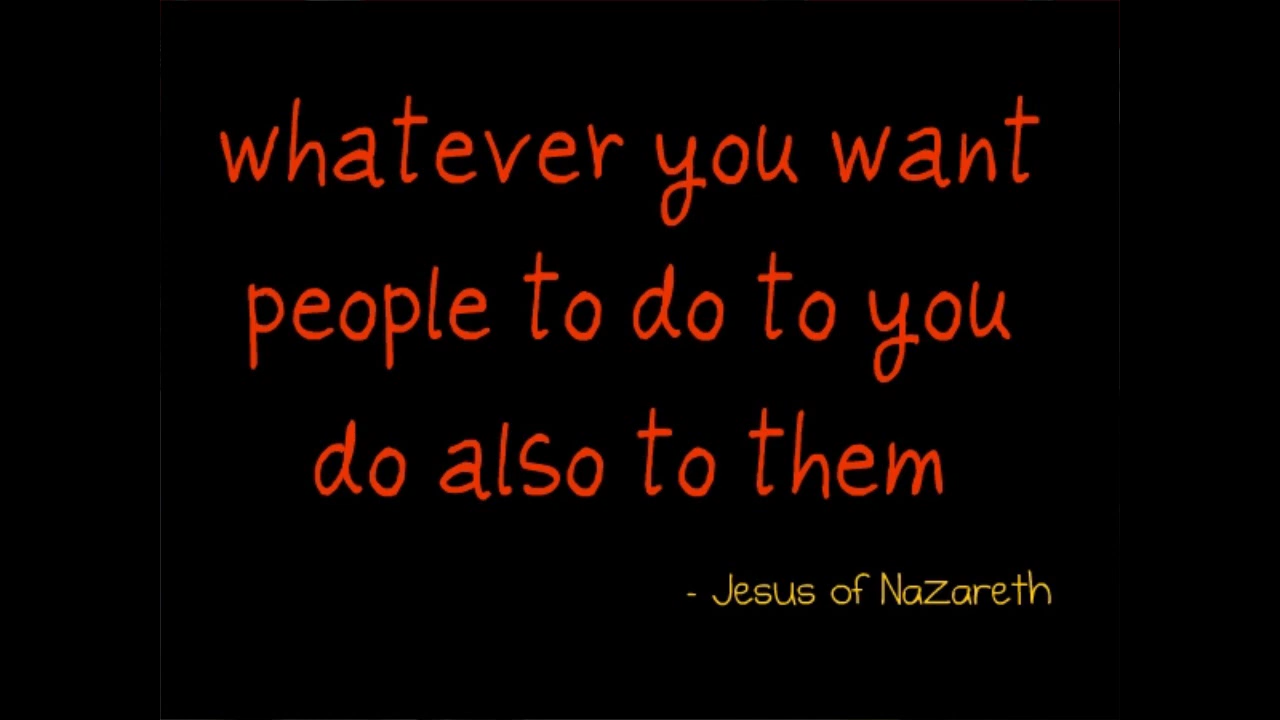 whatever you want
people to do to you
do also to them
- Jesus of Nazareth